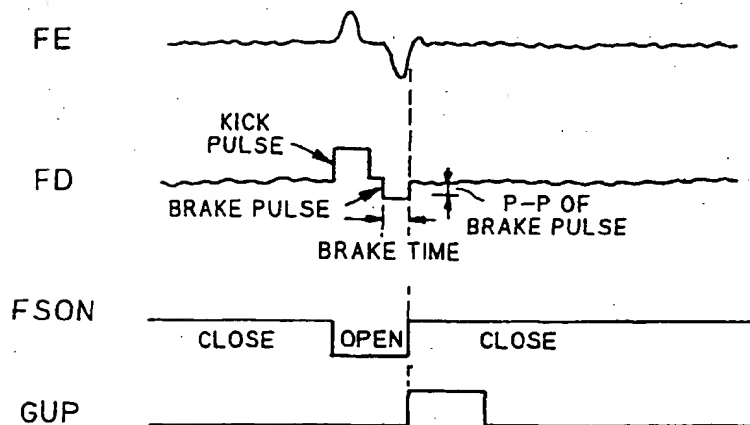 FE
KICK
PULSE
FD
BRAKE PULSE
P-P OF
BRAKE PULSE
BRAKE TIME
FSON
CLOSE
OPEN
CLOSE
GUP